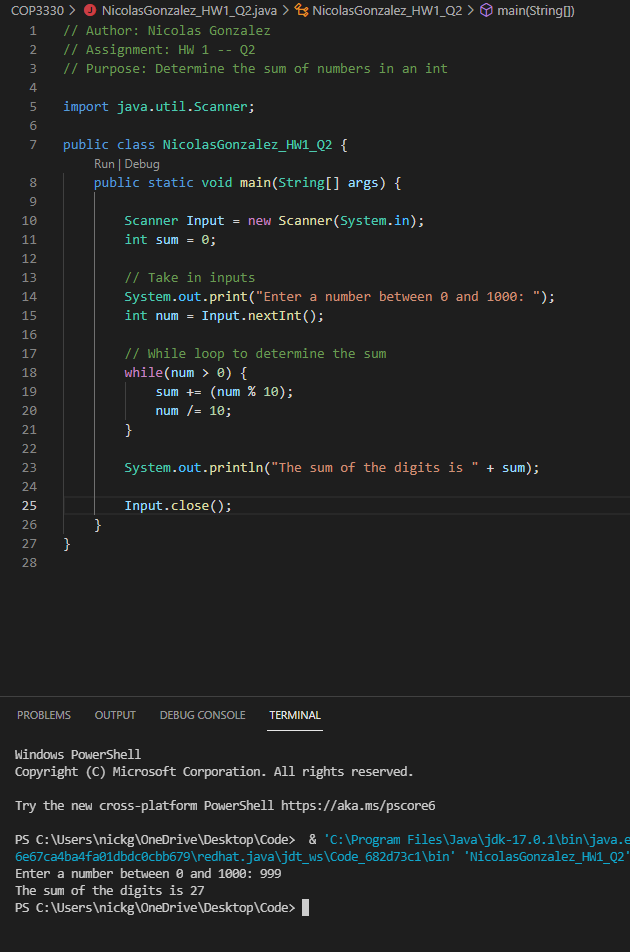 COP3330 > NicolasGonzalez_HW1_Q2.java > NicolasGonzalez_HW1_Q2 > main(String[])
1 // Author: Nicolas Gonzalez
2 // Assignment: HW 1 -- Q2
3 // Purpose: Determine the sum of numbers in an int
4
5 import java.util.Scanner;
6
7 public class NicolasGonzalez_HW1_Q2 {
Run | Debug
8 public static void main(String[] args) {
9
10 Scanner Input = new Scanner(System.in);
11 int sum = 0;
12
13 // Take in inputs
14 System.out.print("Enter a number between 0 and 1000: ");
15 int num = Input.nextInt();
16
17 // While loop to determine the sum
18 while(num > 0) {
19 sum += (num % 10);
20 num /= 10;
21 }
22
23 System.out.println("The sum of the digits is " + sum);
24
25 Input.close();
26 }
27 }
28
PROBLEMS OUTPUT DEBUG CONSOLE TERMINAL
Windows PowerShell
Copyright (C) Microsoft Corporation. All rights reserved.
Try the new cross-platform PowerShell https://aka.ms/pscore6
PS C:\Users\nickg\OneDrive\Desktop\Code> & 'C:\Program Files\Java\jdk-17.0.1\bin\java.e
6e67ca4ba4fa01dbdc0cbb679\redhat.java\jdt_ws\Code_682d73c1\bin' 'NicolasGonzalez_HW1_Q2'
Enter a number between 0 and 1000: 999
The sum of the digits is 27
PS C:\Users\nickg\OneDrive\Desktop\Code>